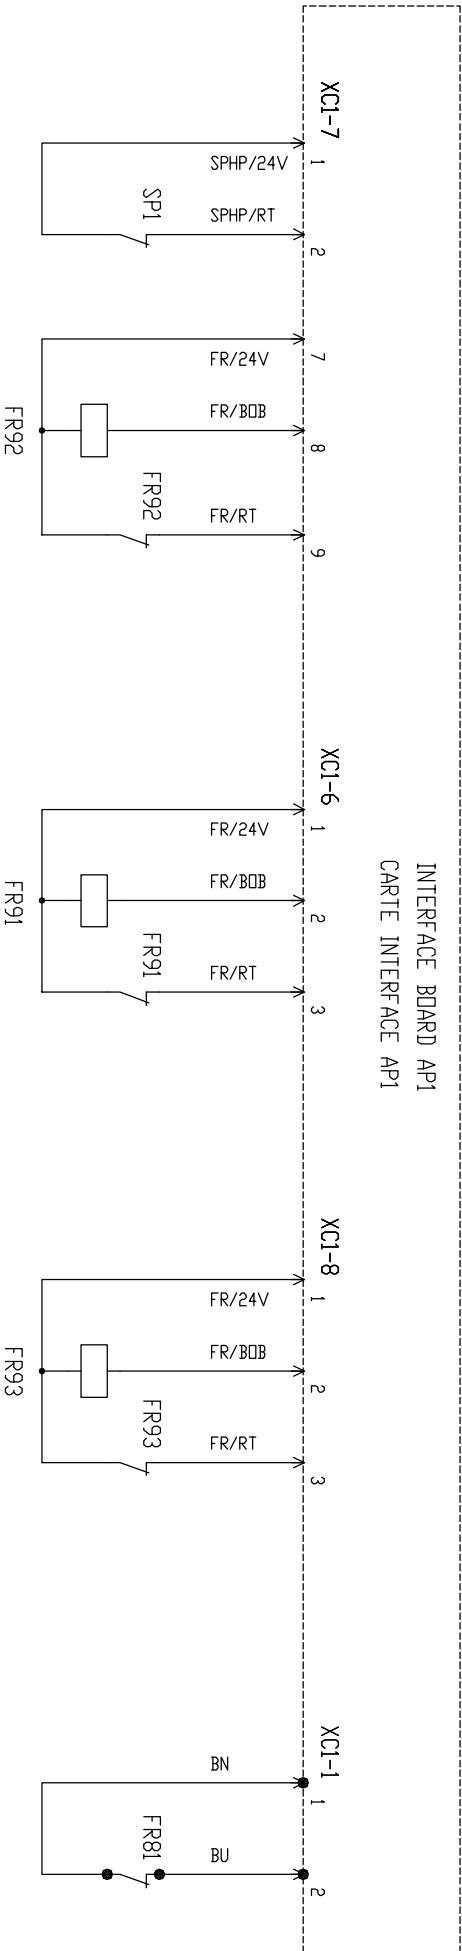 INTERFACE BOARD AP1
CARTE INTERFACE AP1
XC1-7
1
SPHP/24V
SP1
SPHP/RT
2
7
FR/24V
FR/BOB
8
FR92
FR92
FR/RT
9
XC1-6
1
FR/24V
FR/BOB
2
FR91
FR91
FR/RT
3
XC1-8
1
FR/24V
FR/BOB
2
FR93
FR93
FR/RT
3
XC1-1
BN
1
FR81
BU
2